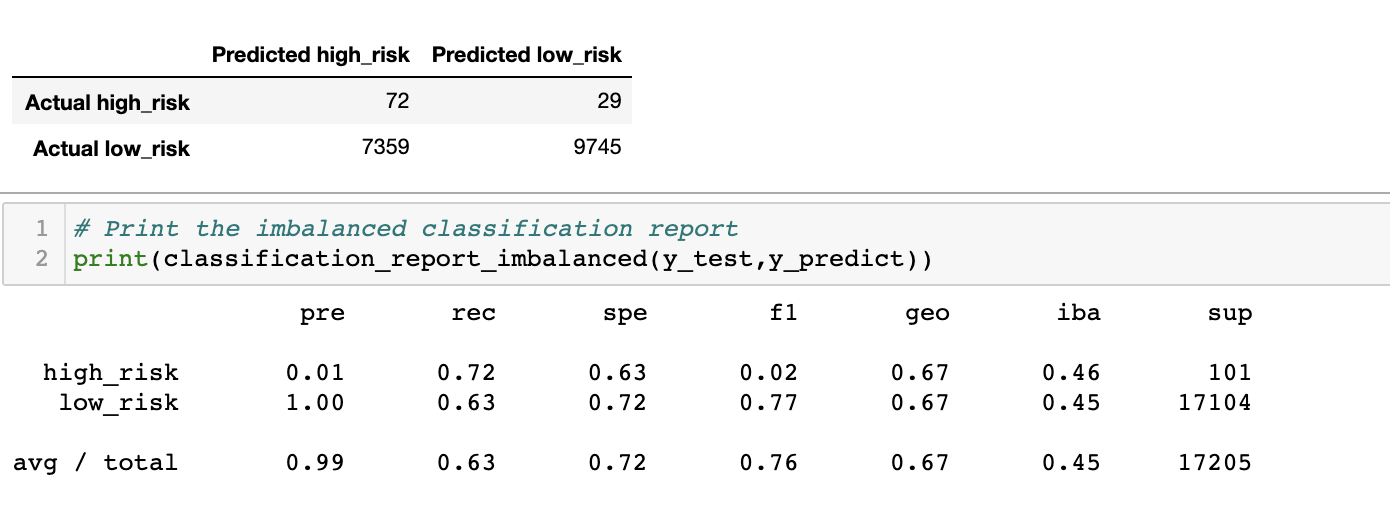 Predicted high_risk Predicted low_risk
Actual high_risk 72 29
Actual low_risk 7359 9745
1 # Print the imbalanced classification report
2 print(classification_report_imbalanced(y_test,y_predict))
pre rec spe f1 geo iba sup
high_risk 0.01 0.72 0.63 0.02 0.67 0.46 101
low_risk 1.00 0.63 0.72 0.77 0.67 0.45 17104
avg / total 0.99 0.63 0.72 0.76 0.67 0.45 17205